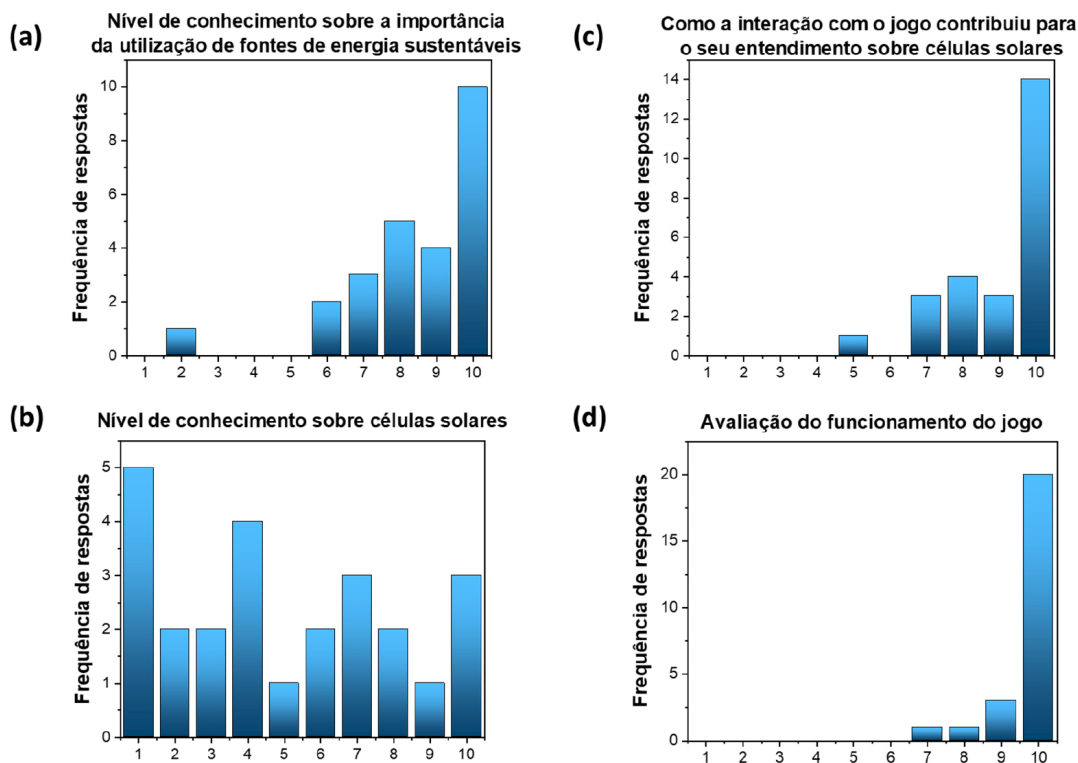 (a)
Nível de conhecimento sobre a importância
da utilização de fontes de energia sustentáveis
Frequência de respostas
10
8
6
4
2
0
1 2 3 4 5 6 7 8 9 10
(c)
Como a interação com o jogo contribuiu para
o seu entendimento sobre células solares
Frequência de respostas
14
12
10
8
6
4
2
0
1 2 3 4 5 6 7 8 9 10
(b)
Nível de conhecimento sobre células solares
Frequência de respostas
5
4
3
2
1
0
1 2 3 4 5 6 7 8 9 10
(d)
Avaliação do funcionamento do jogo
Frequência de respostas
20
15
10
5
0
1 2 3 4 5 6 7 8 9 10